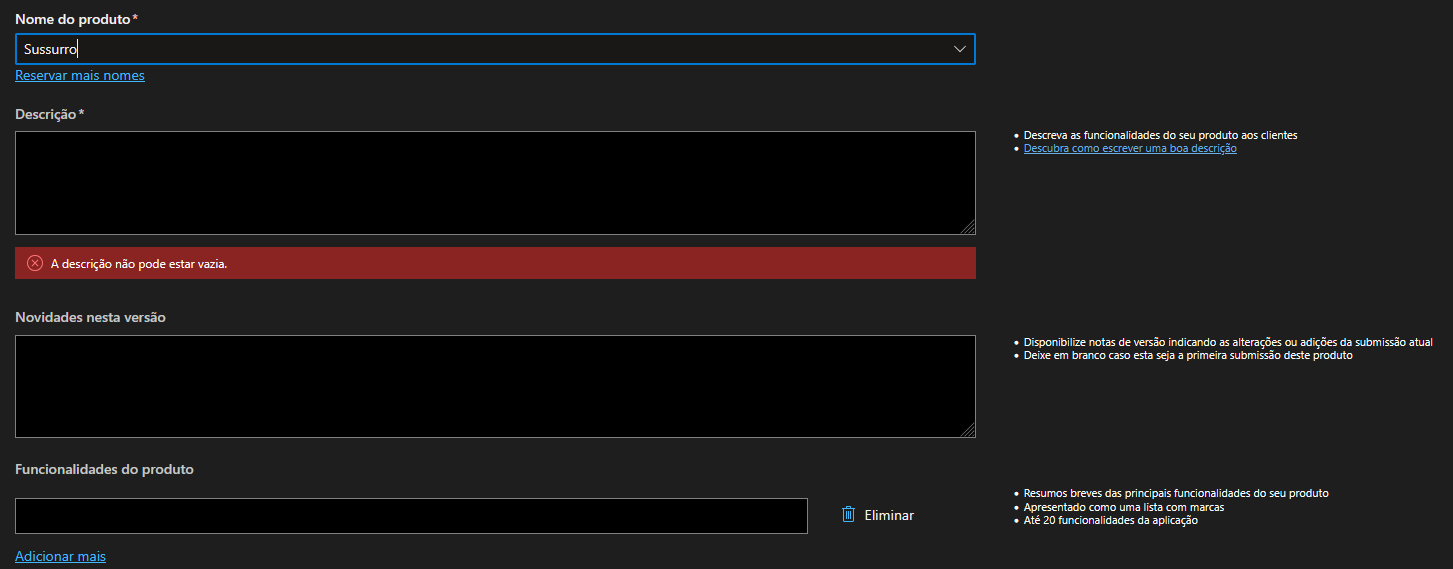 Nome do produto*
Sussurro
Reservar mais nomes
Descrição*
• Descreva as funcionalidades do seu produto aos clientes
• Descubra como escrever uma boa descrição
A descrição não pode estar vazia.
Novidades nesta versão
• Disponibilize notas de versão indicando as alterações ou adições da submissão atual
• Deixe em branco caso esta seja a primeira submissão deste produto
Funcionalidades do produto
• Resumos breves das principais funcionalidades do seu produto
• Apresentado como uma lista com marcas
• Até 20 funcionalidades da aplicação
Eliminar
Adicionar mais